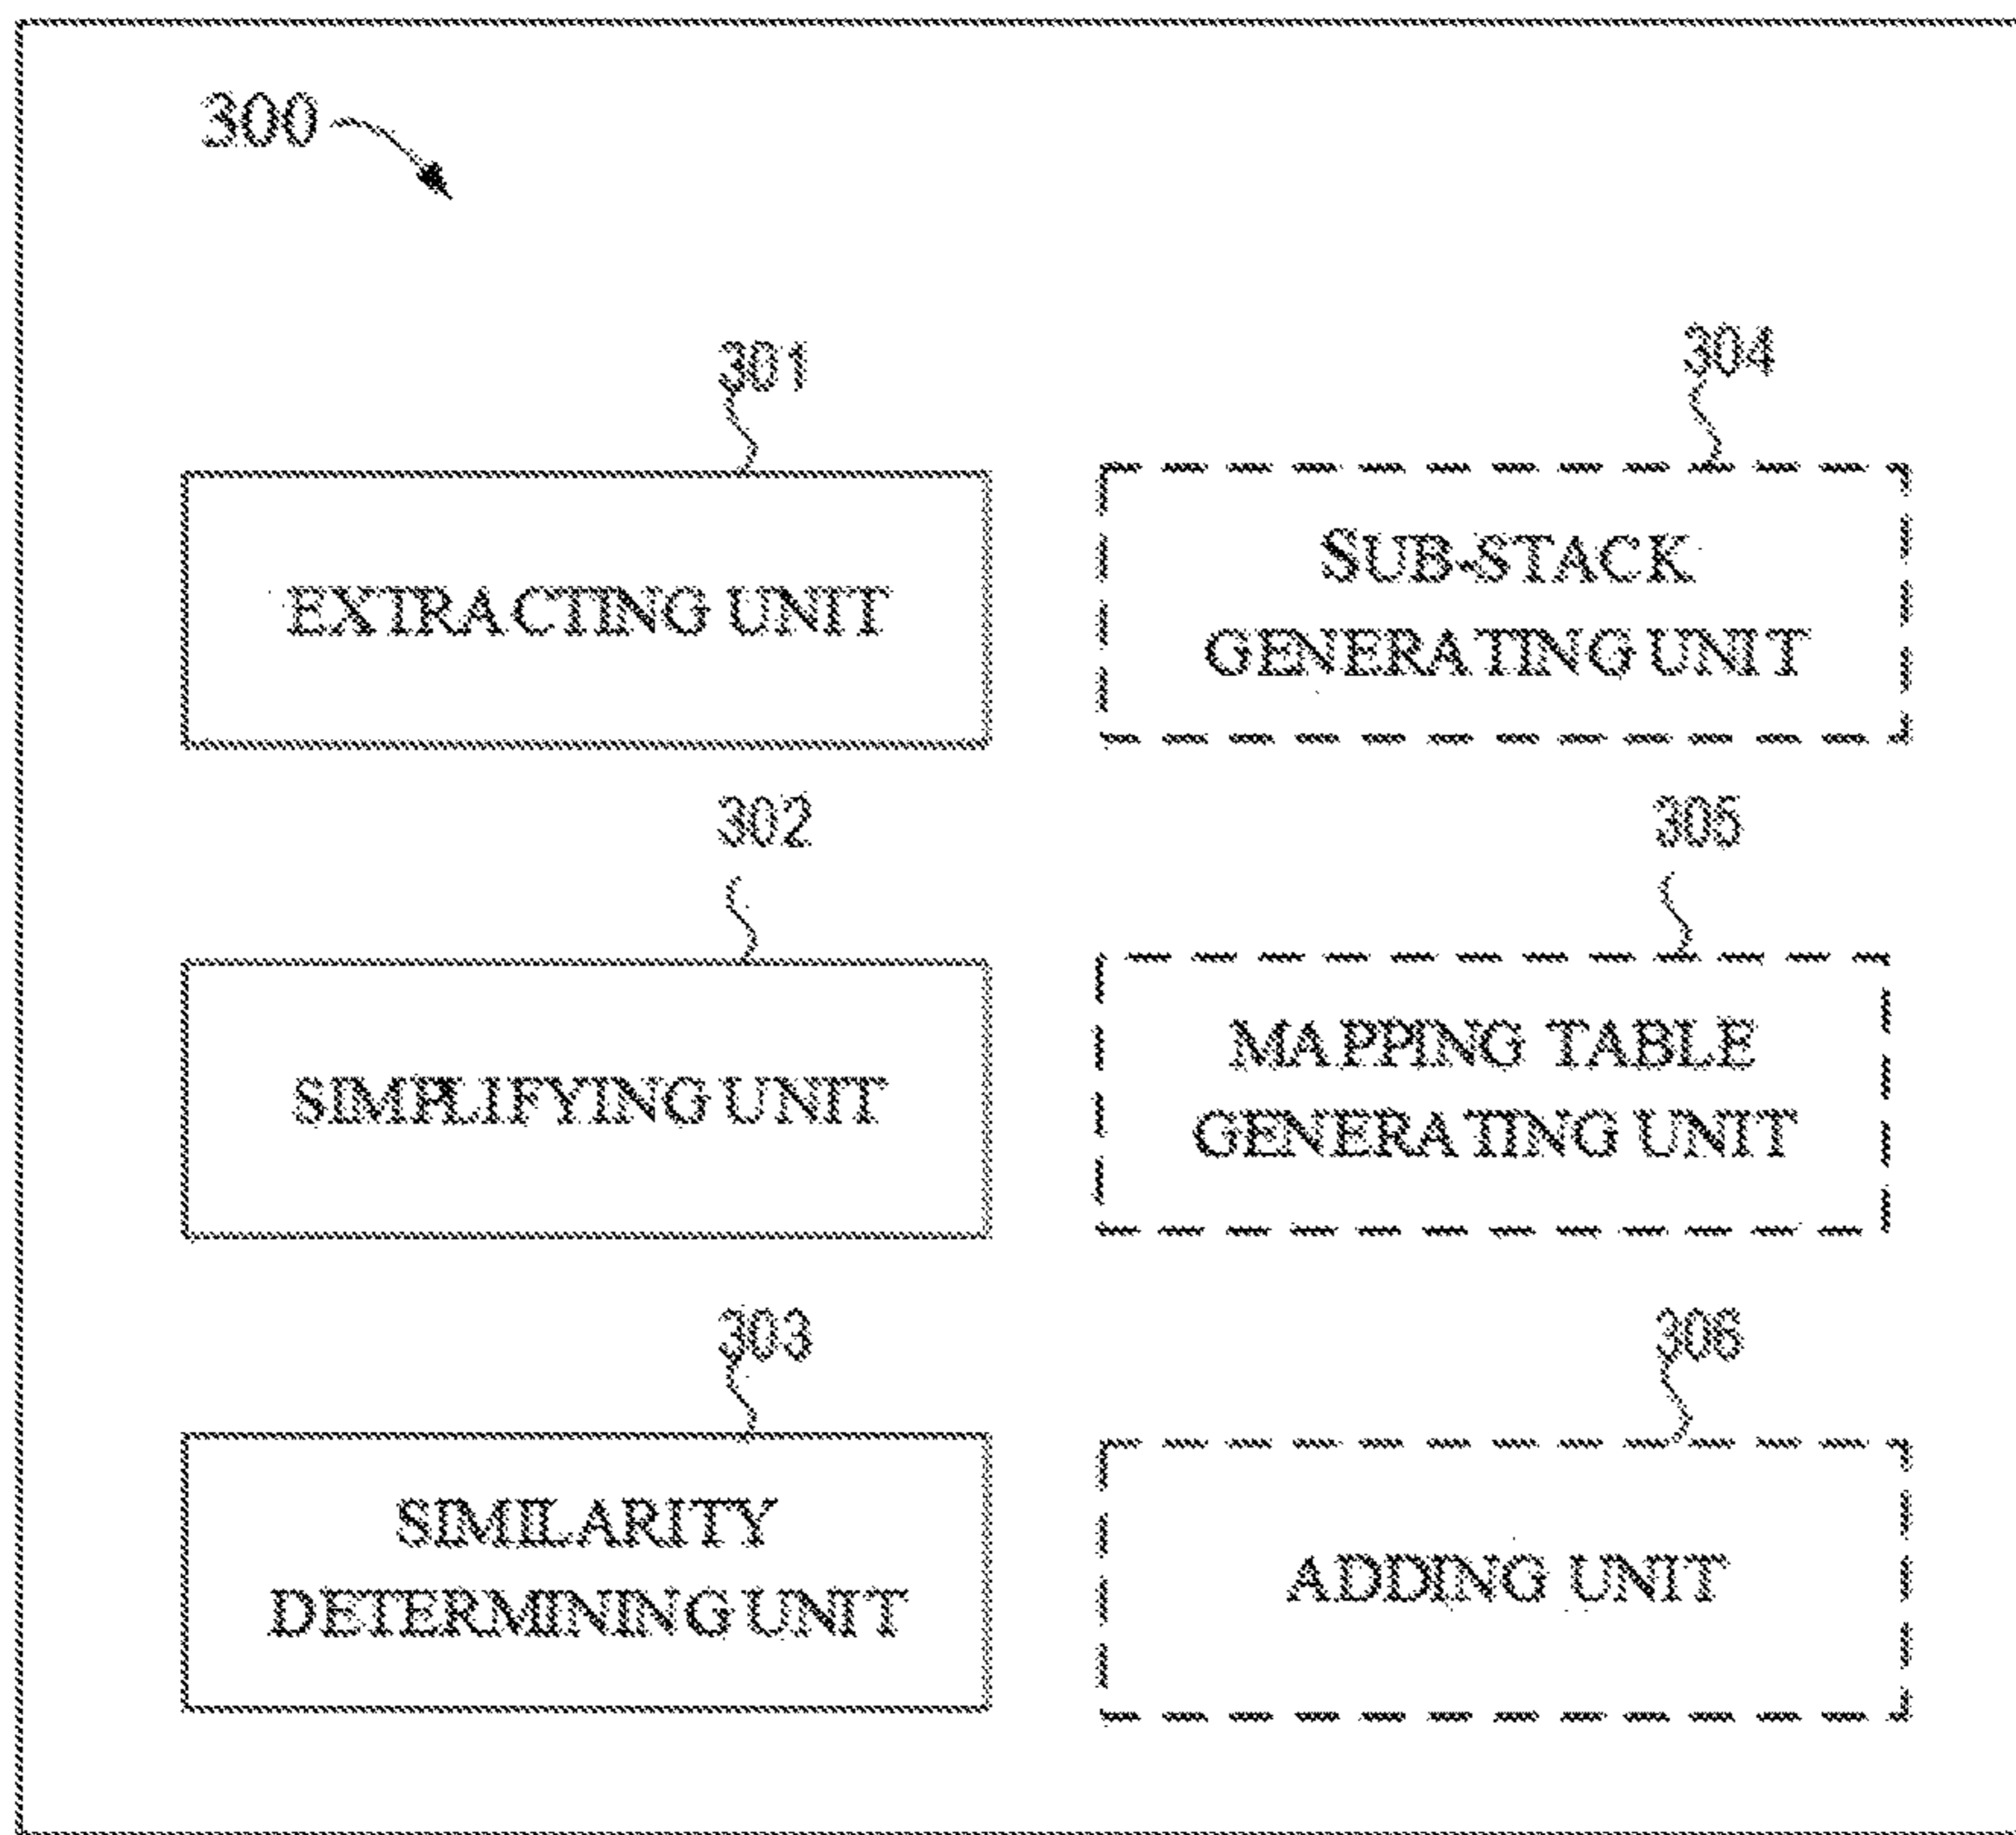 300
301
EXTRACTING UNIT
304
SUB-STACK
GENERATING UNIT
302
SIMPLIFYING UNIT
305
MAPPING TABLE
GENERATING UNIT
303
SIMILARITY
DETERMINING UNIT
306
ADDING UNIT